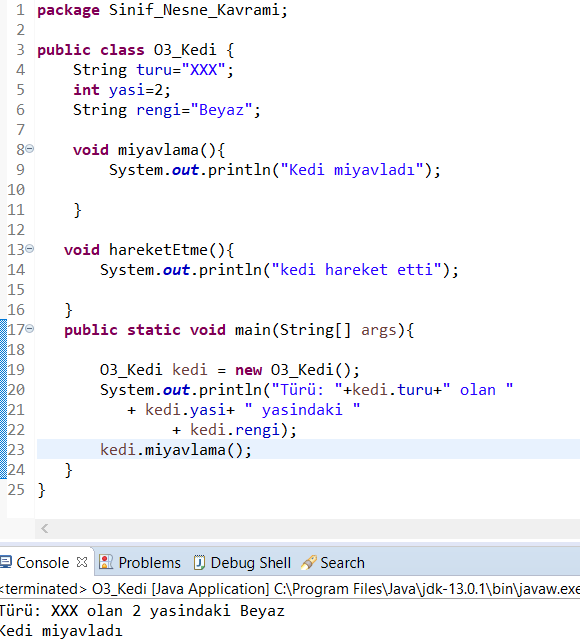 1 package Sinif_Nesne_Kavrami;
2
3 public class O3_Kedi {
4 String turu="XXX";
5 int yasi=2;
6 String rengi="Beyaz";
7
8 void miyavlama(){
9 System.out.println("Kedi miyavladı");
10
11 }
12
13 void hareketEtme(){
14 System.out.println("kedi hareket etti");
15
16 }
17 public static void main(String[] args){
18
19 O3_Kedi kedi = new O3_Kedi();
20 System.out.println("Türü: "+kedi.turu+" olan "
21 + kedi.yasi+ " yasindaki "
22 + kedi.rengi);
23 kedi.miyavlama();
24 }
25 }
Console Problems Debug Shell Search
<terminated> O3_Kedi [Java Application] C:\Program Files\Java\jdk-13.0.1\bin\javaw.exe
Türü: XXX olan 2 yasindaki Beyaz
Kedi miyavladı